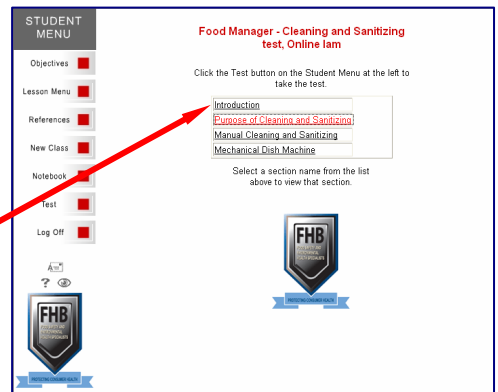 STUDENT
MENU
Objectives
Lesson Menu
References
New Class
Notebook
Test
Log Off
?
FHB
PROTECTING CONSUMER HEALTH
Food Manager - Cleaning and Sanitizing
test, Online Iam
Click the Test button on the Student Menu at the left to
take the test.
Introduction
Purpose of Cleaning and Sanitizing
Manual Cleaning and Sanitizing
Mechanical Dish Machine
Select a section name from the list
above to view that section.
FHB
PROTECTING CONSUMER HEALTH